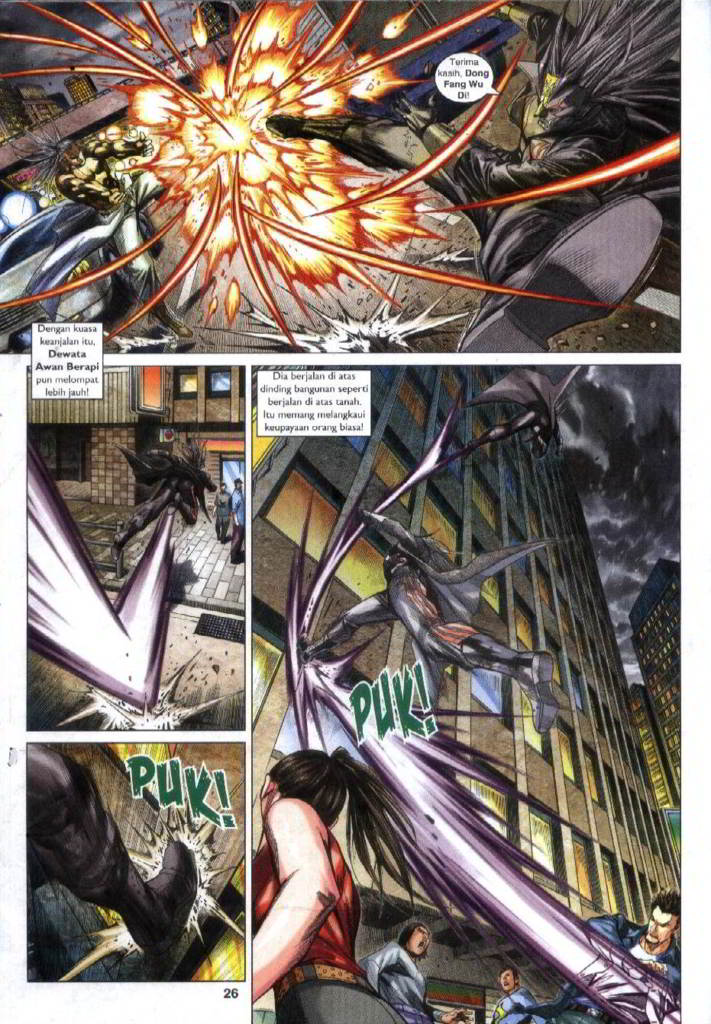 Terima
kasih, Dong
Fang Wu
Di!
Dengan kuasa
keanjalan itu,
Dewata
Awan Berapi
pun melompat
lebih jauh!
Dia berjalan di atas
dinding bangunan seperti
berjalan di atas tanah.
Itu memang melangkaui
keupayaan orang biasa!
PUK!
PUK!
PUK!
26